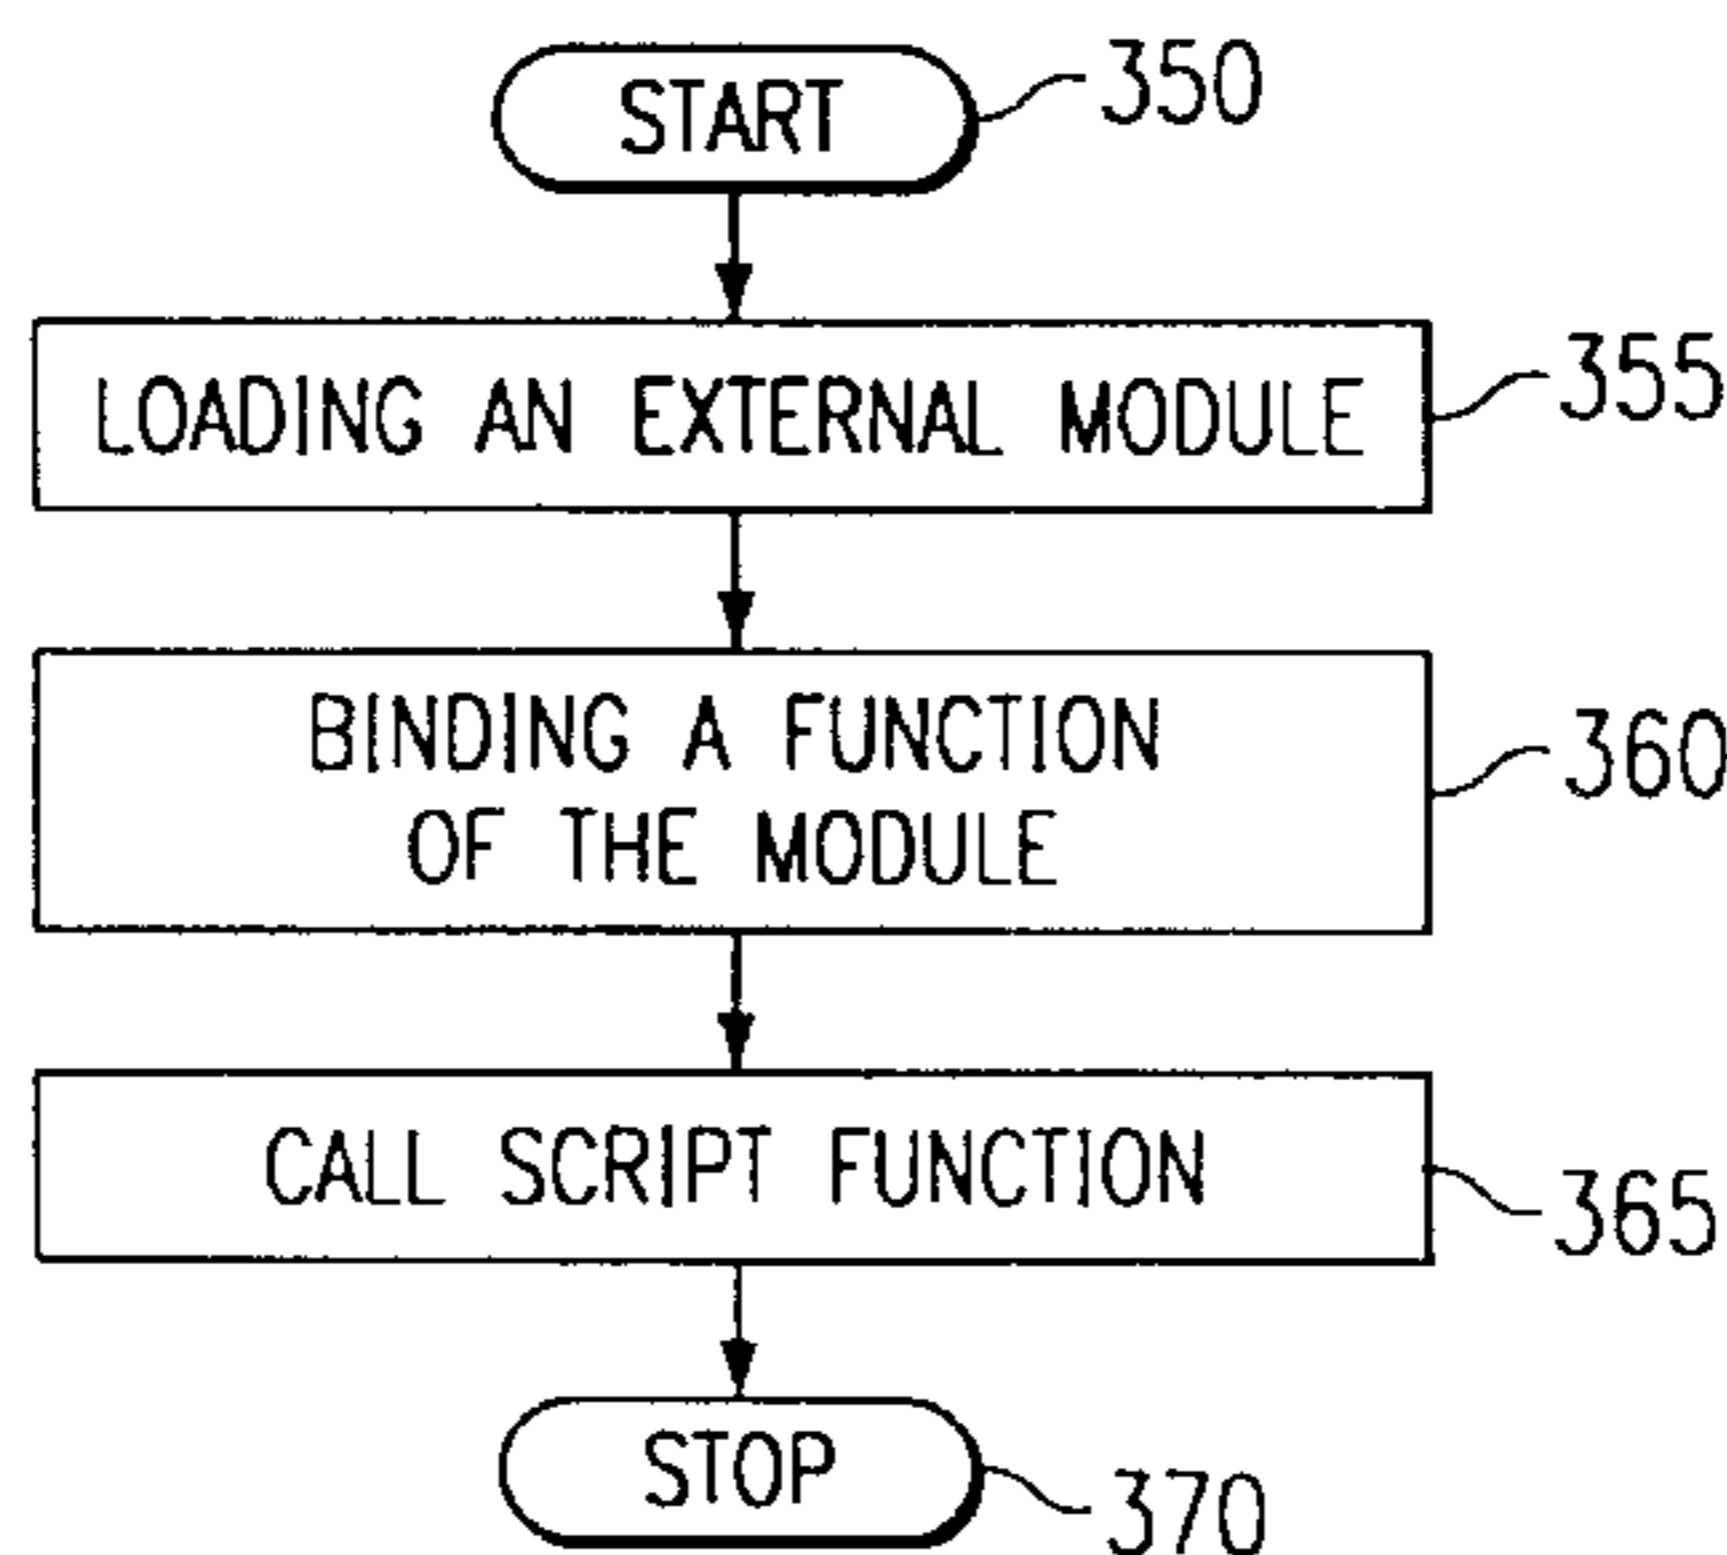 START
350
LOADING AN EXTERNAL MODULE
355
BINDING A FUNCTION
OF THE MODULE
360
CALL SCRIPT FUNCTION
365
STOP
370